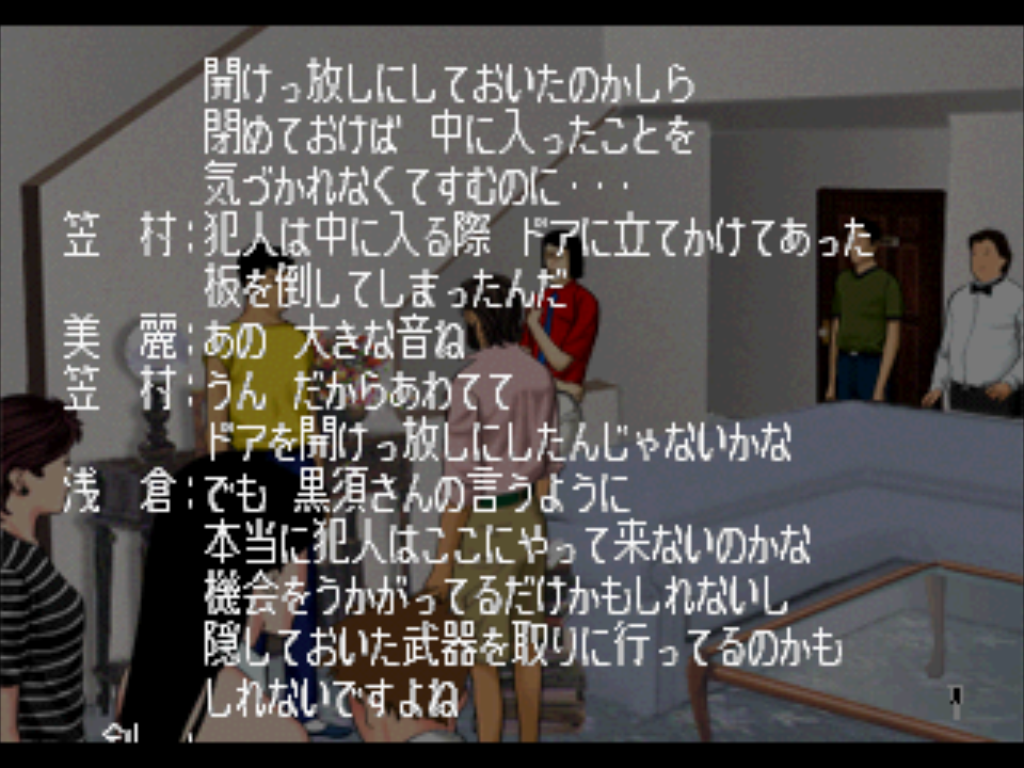 開けっ放しにしておいたのかしら
閉めておけば 中に入ったことを
気づかれなくてすむのに・・・
笠 村:犯人は中に入る際 ドアに立てかけてあった
板を倒してしまったんだ
美 麗:あの 大きな音ね
笠 村:うん だからあわてて
ドアを開けっ放しにしたんじゃないかな
浅 倉:でも 黒須さんの言うように
本当に犯人はここにやって来ないのかな
機会をうかがってるだけかもしれないし
隠しておいた武器を取りに行ってるのかも
しれないですよね